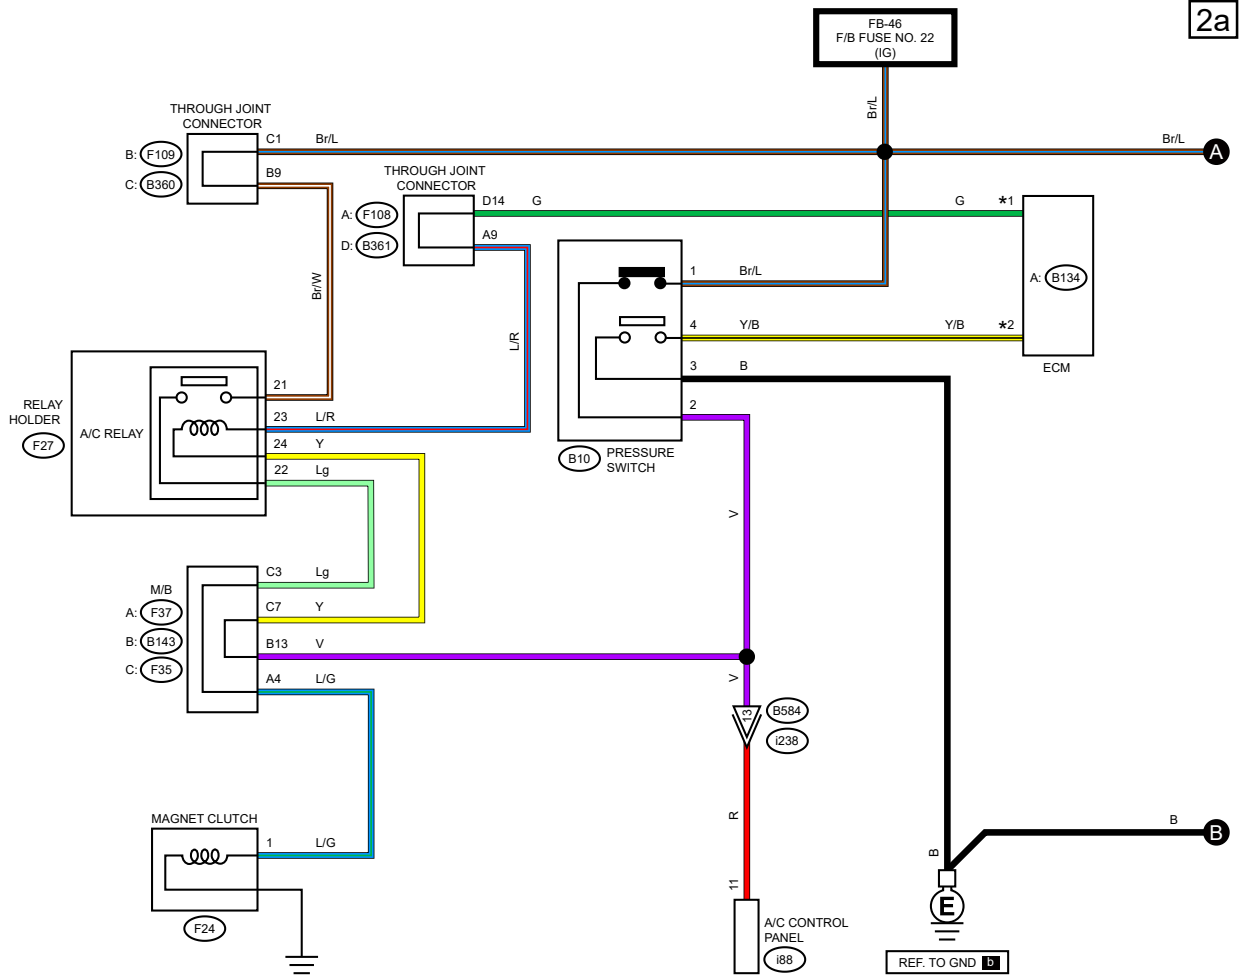 2a
FB-46
F/B FUSE NO. 22
(IG)
Br/L
THROUGH JOINT
CONNECTOR
C1
Br/L
Br/L
A
B:
F109
B9
C:
B360
THROUGH JOINT
CONNECTOR
D14
G
G
*1
A:
F108
A9
D:
B361
Br/W
L/R
1
Br/L
A:
B134
4
Y/B
Y/B
*2
3
B
ECM
2
21
RELAY
HOLDER
A/C RELAY
23
L/R
F27
24
Y
22
Lg
B10
PRESSURE
SWITCH
V
C3
Lg
M/B
A:
F37
C7
Y
B:
B143
B13
V
C:
F35
A4
L/G
V
13
B584
i238
MAGNET CLUTCH
1
L/G
R
B
B
B
11
F24
E
A/C CONTROL
PANEL
i88
REF. TO GND b